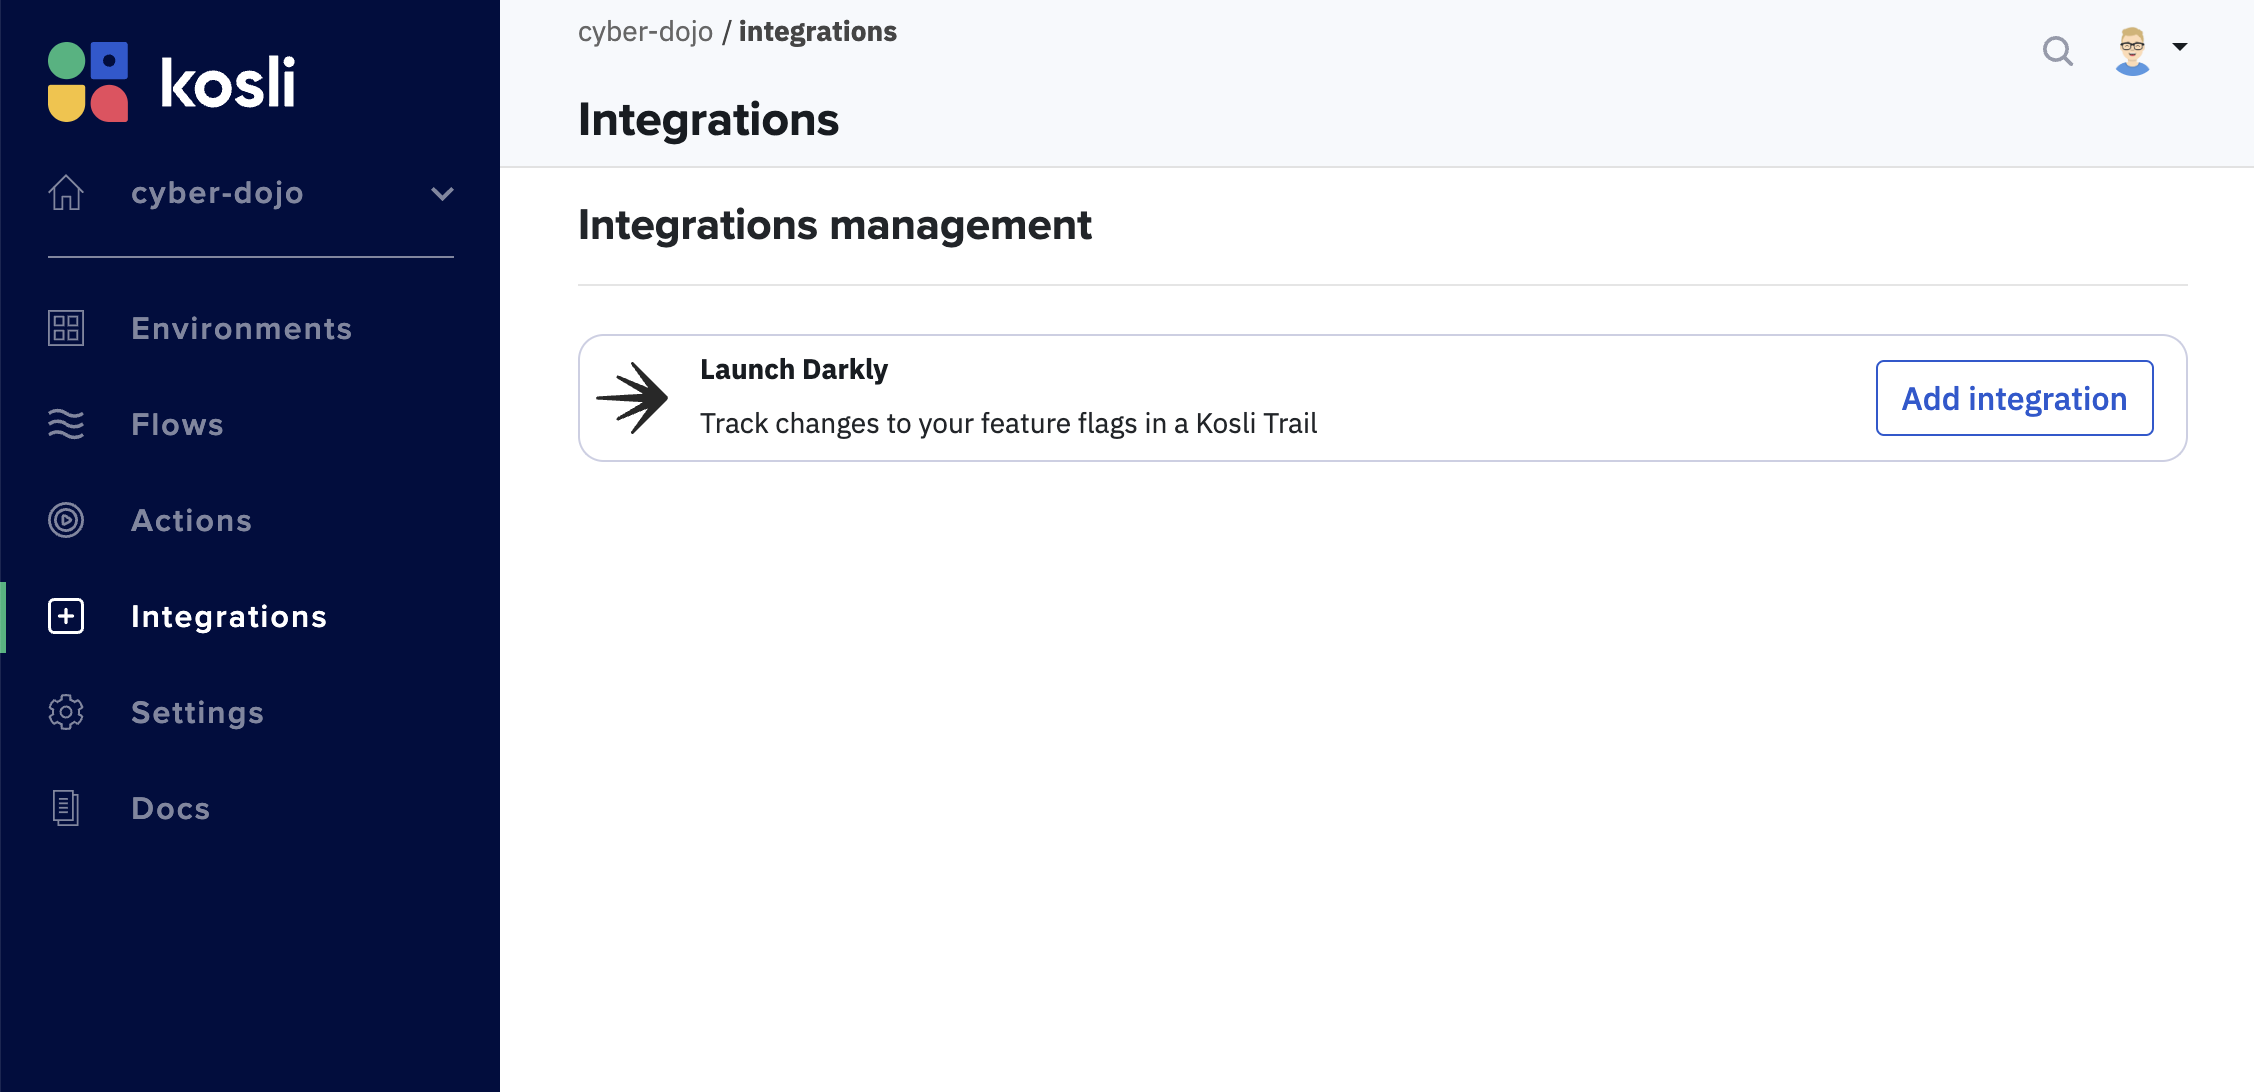 kosli
cyber-dojo
Environments
Flows
Actions
Integrations
Settings
Docs
cyber-dojo / integrations
Integrations
Integrations management
Launch Darkly
Track changes to your feature flags in a Kosli Trail
Add integration